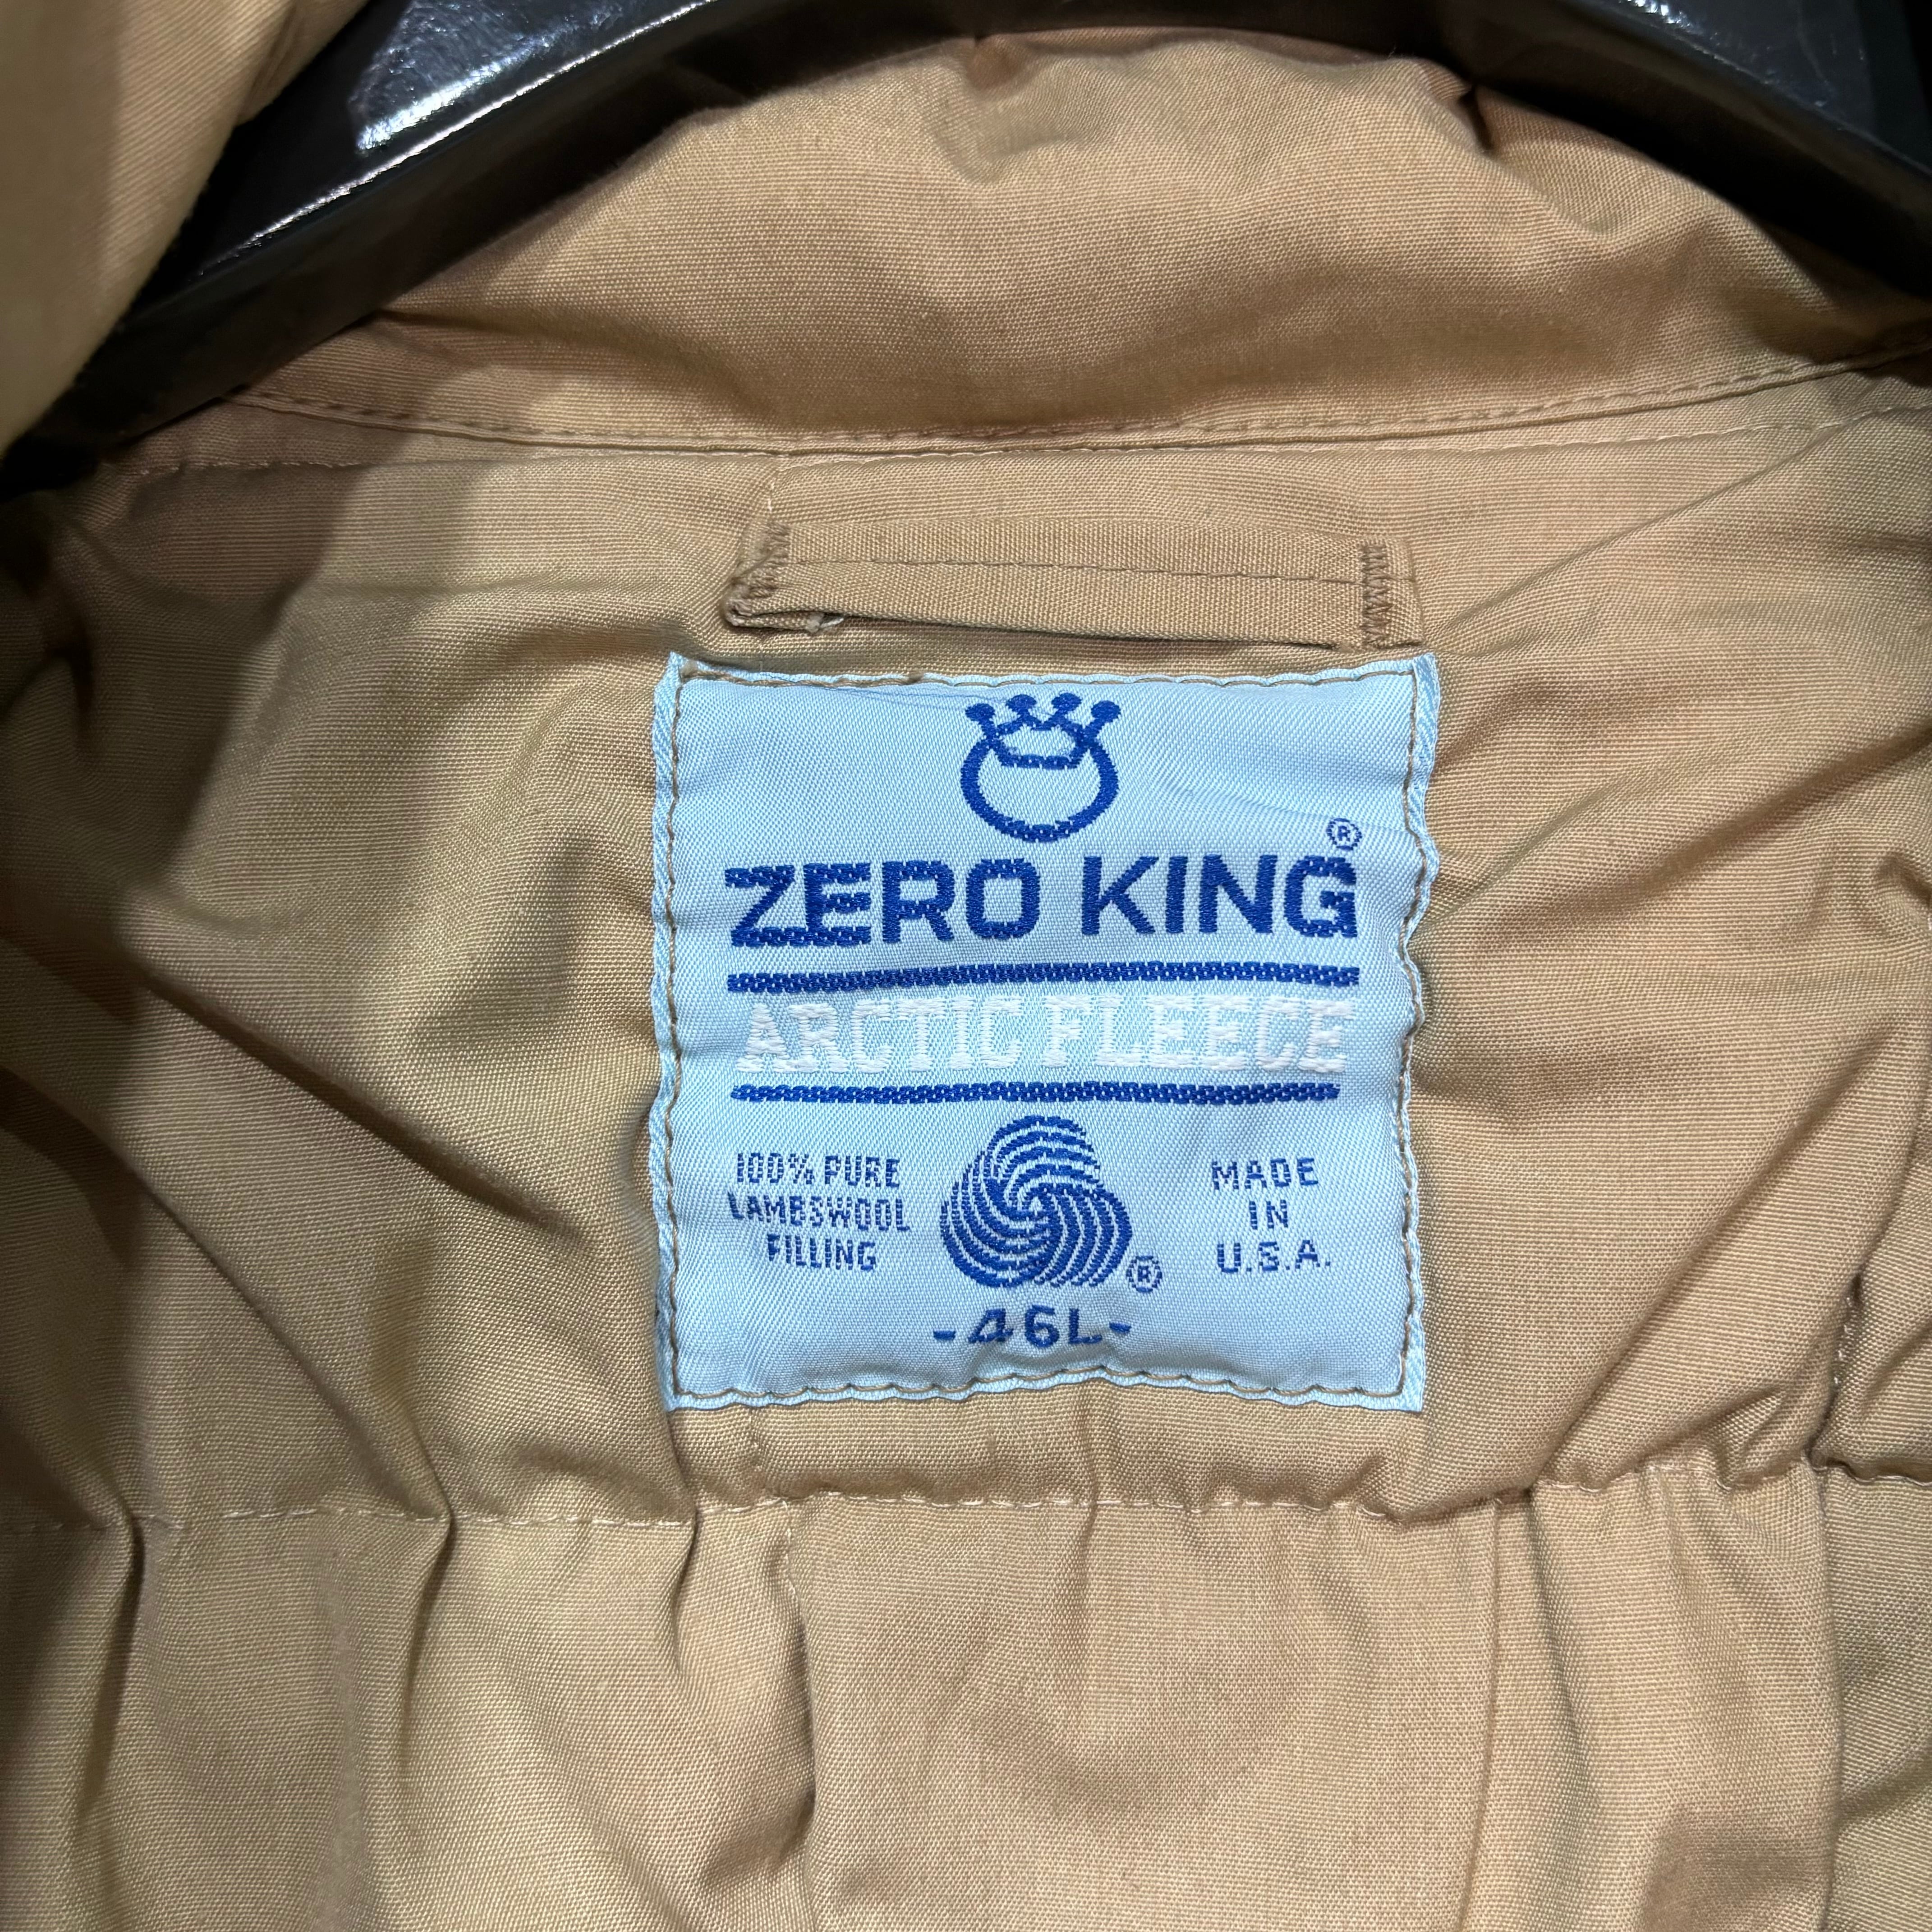 ZERO KING®
ARCTIC FLEECE
100% PURE
LAMBSWOOL
FILLING
®
MADE
IN
U.S.A.
-46L-